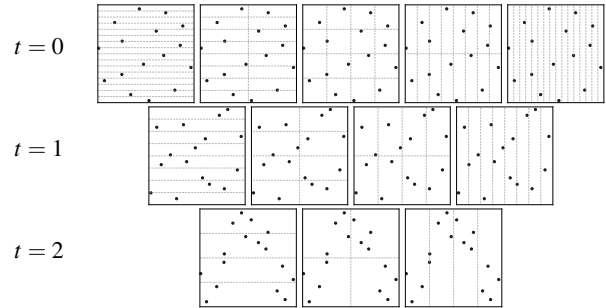 t = 0
t = 1
t = 2